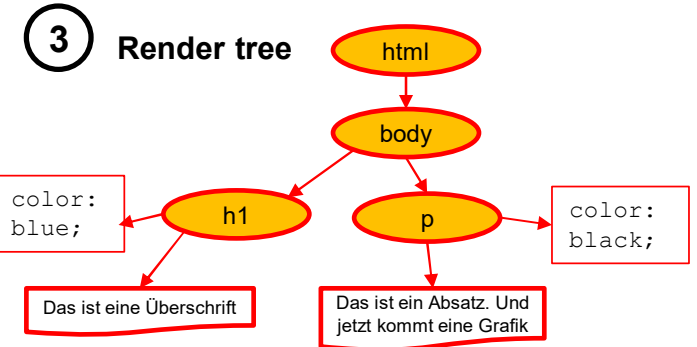 3 Render tree
html
body
h1
p
color:
blue;
color:
black;
Das ist eine Überschrift
Das ist ein Absatz. Und
jetzt kommt eine Grafik